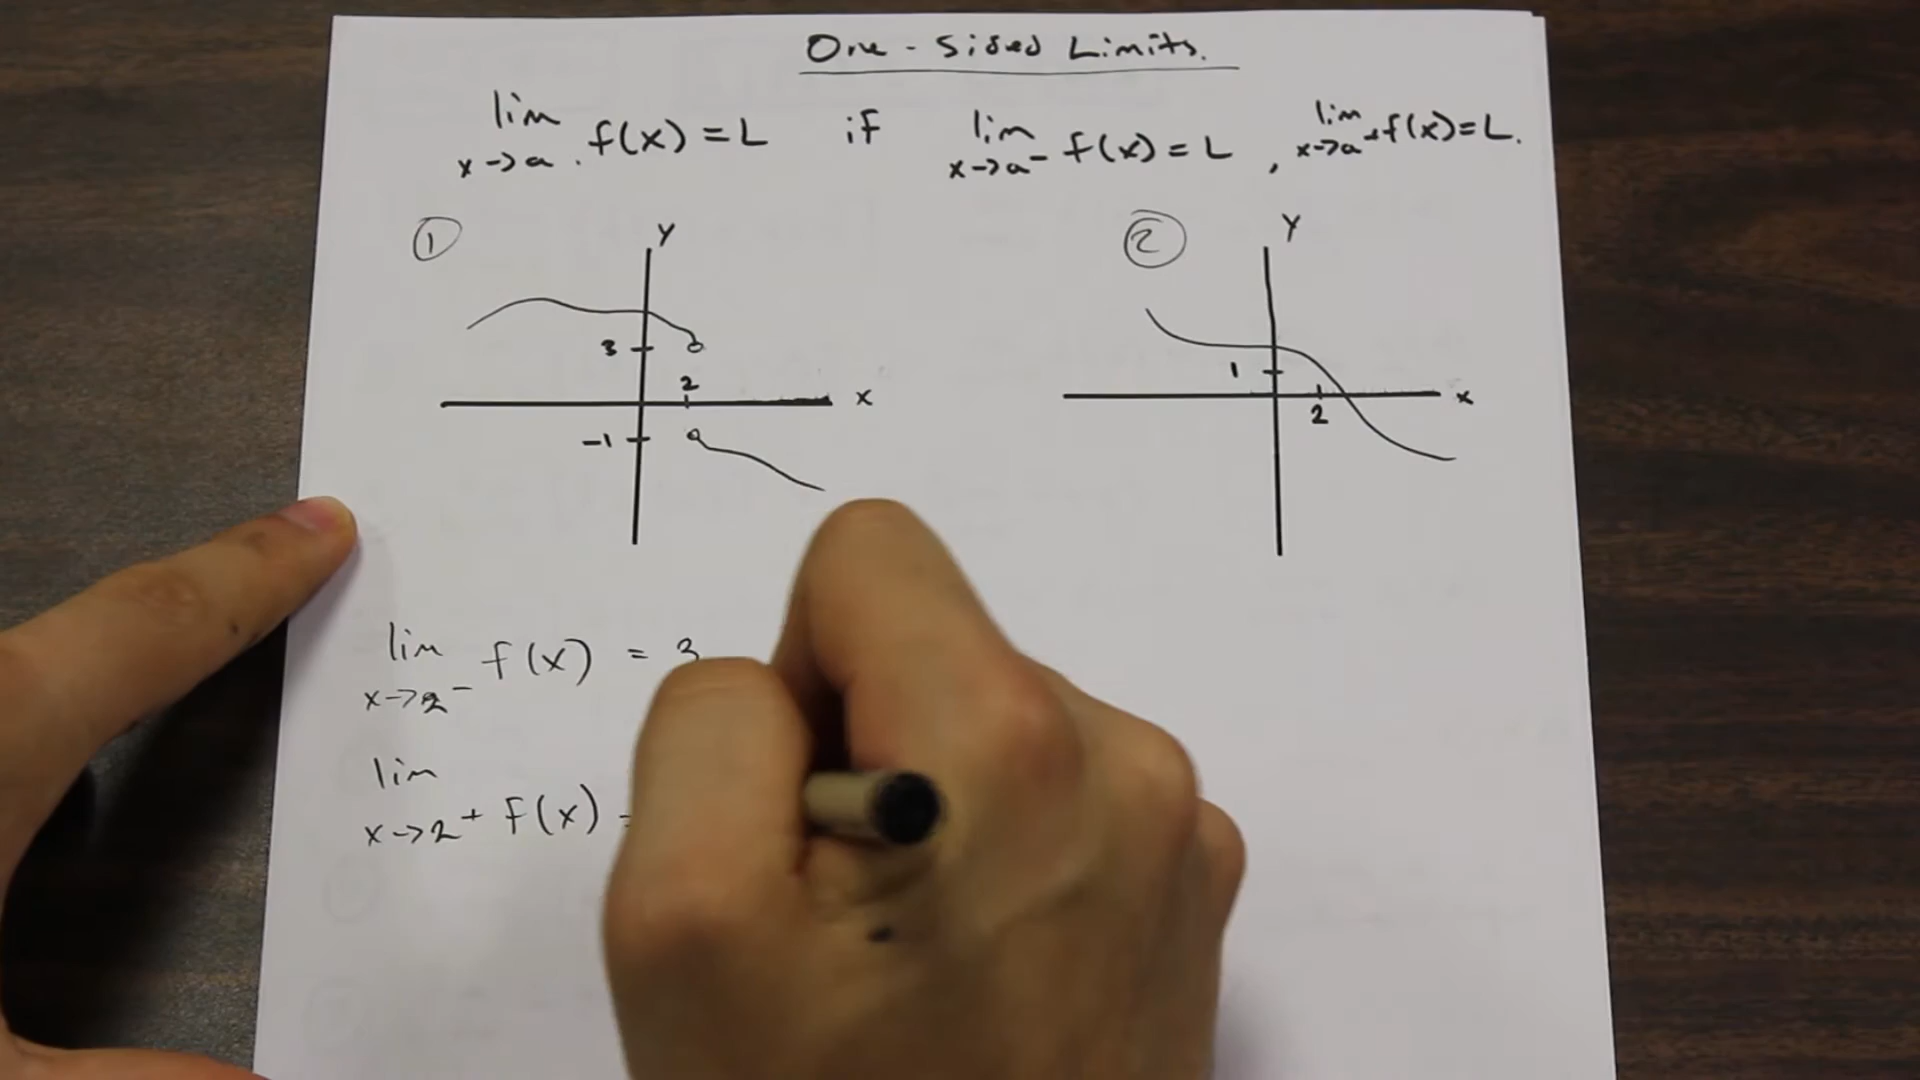 One-Sided Limits.
lim x→a. f(x) = L if lim x→a⁻ f(x) = L , lim x→a⁺ f(x) = L.
① y 3 2 x -1
② y 1 2 x
lim x→2⁻ f(x) = 3
lim x→2⁺ f(x) =